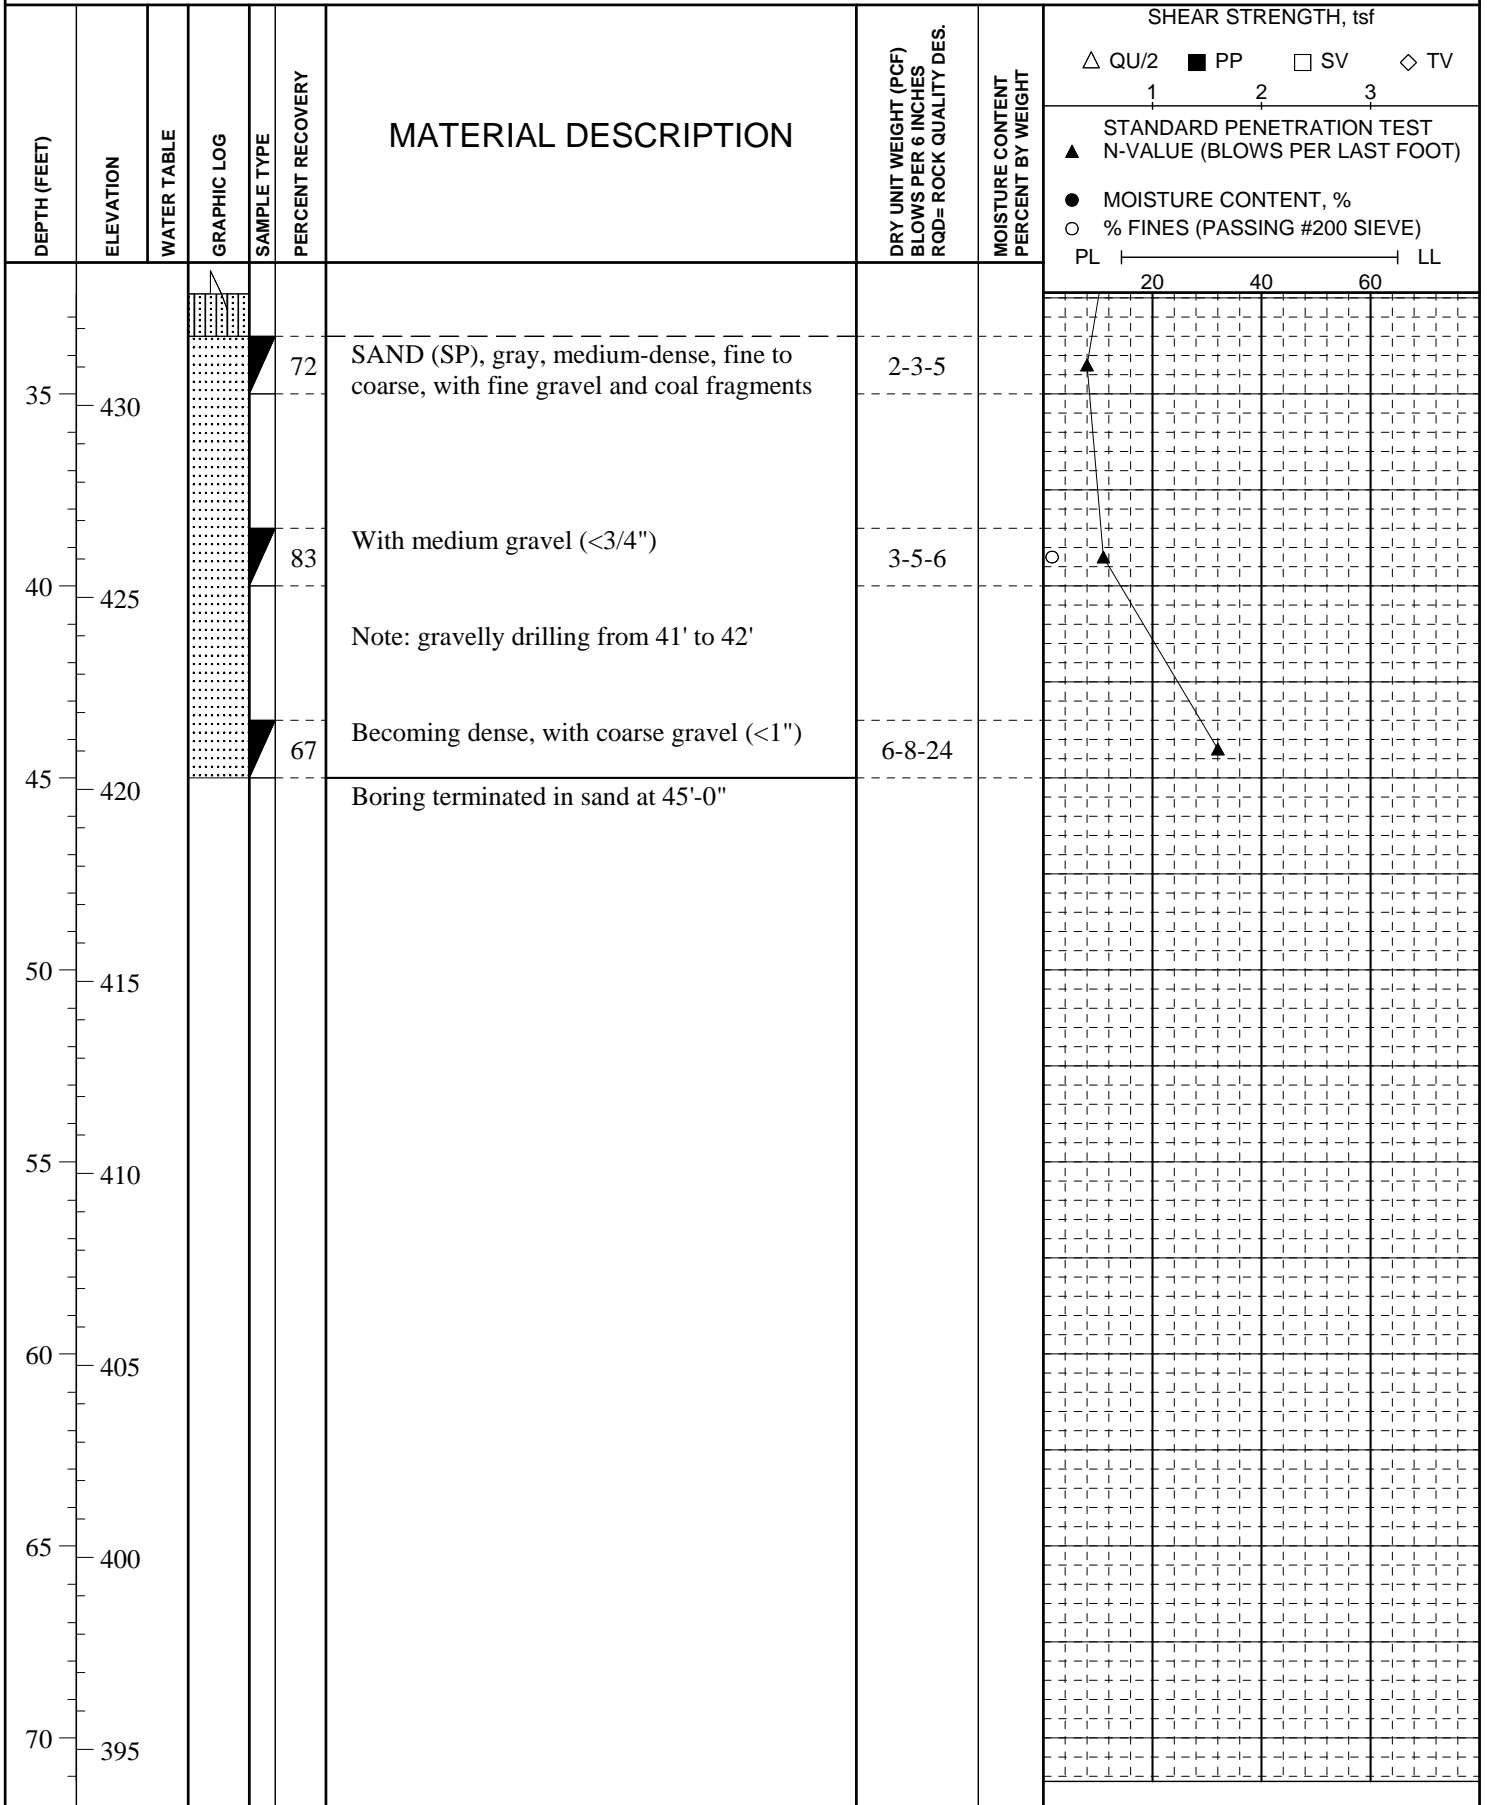 SHEAR STRENGTH, tsf
△ QU/2 ■ PP □ SV ◇ TV
1 2 3
STANDARD PENETRATION TEST
▲ N-VALUE (BLOWS PER LAST FOOT)
● MOISTURE CONTENT, %
○ % FINES (PASSING #200 SIEVE)
PL LL
20 40 60
DEPTH (FEET)
ELEVATION
WATER TABLE
GRAPHIC LOG
SAMPLE TYPE
PERCENT RECOVERY
MATERIAL DESCRIPTION
DRY UNIT WEIGHT (PCF)
BLOWS PER 6 INCHES
RQD= ROCK QUALITY DES.
MOISTURE CONTENT
PERCENT BY WEIGHT
72 SAND (SP), gray, medium-dense, fine to 2-3-5
coarse, with fine gravel and coal fragments
35 430
83 With medium gravel (<3/4") 3-5-6
40 425
Note: gravelly drilling from 41' to 42'
67 Becoming dense, with coarse gravel (<1") 6-8-24
45 420
Boring terminated in sand at 45'-0"
50 415
55 410
60 405
65 400
70 395